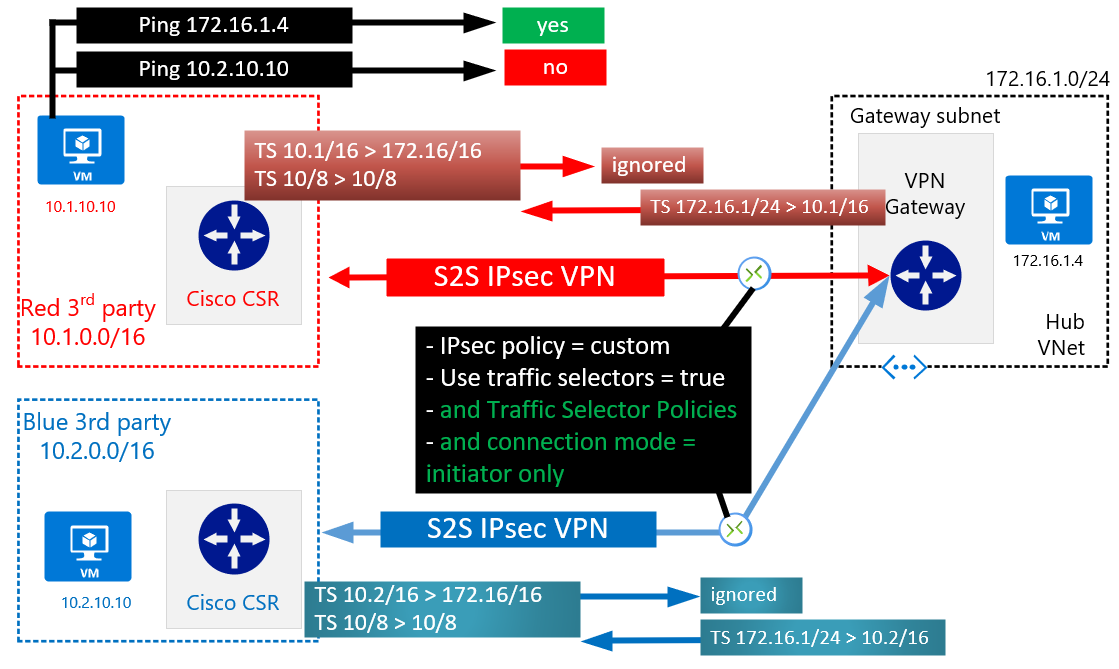 Ping 172.16.1.4
yes
Ping 10.2.10.10
no
172.16.1.0/24
Gateway subnet
VM
10.1.10.10
TS 10.1/16 > 172.16/16
TS 10/8 > 10/8
ignored
TS 172.16.1/24 > 10.1/16
VPN
Gateway
VM
172.16.1.4
Cisco CSR
S2S IPsec VPN
Red 3rd party
10.1.0.0/16
Hub
VNet
- IPsec policy = custom
- Use traffic selectors = true
- and Traffic Selector Policies
- and connection mode =
initiator only
Blue 3rd party
10.2.0.0/16
VM
10.2.10.10
Cisco CSR
S2S IPsec VPN
TS 10.2/16 > 172.16/16
TS 10/8 > 10/8
ignored
TS 172.16.1/24 > 10.2/16